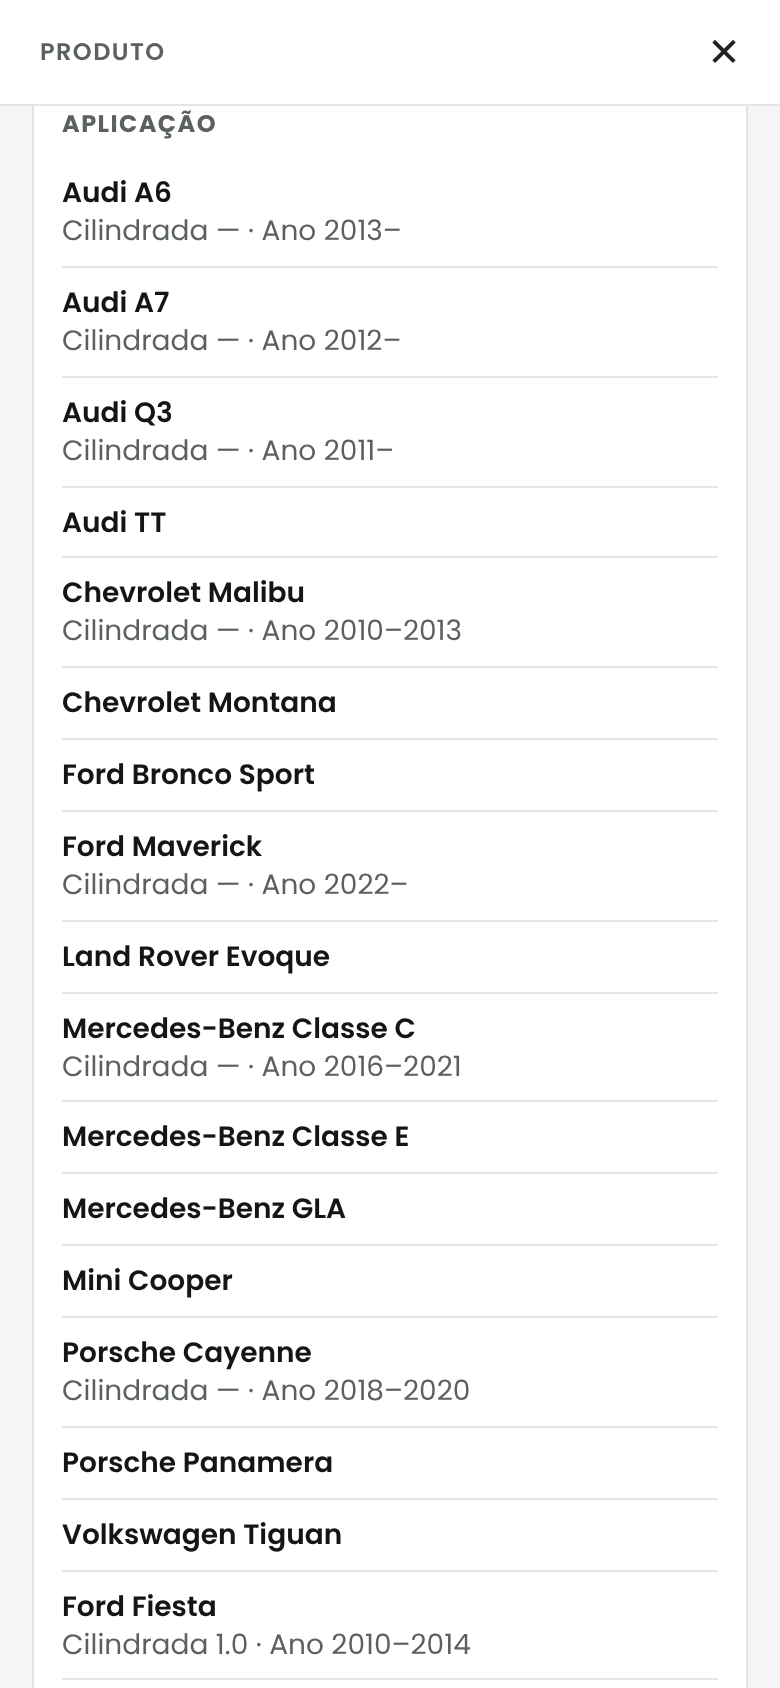 PRODUTO
APLICAÇÃO
Audi A6
Cilindrada — · Ano 2013–
Audi A7
Cilindrada — · Ano 2012–
Audi Q3
Cilindrada — · Ano 2011–
Audi TT
Chevrolet Malibu
Cilindrada — · Ano 2010–2013
Chevrolet Montana
Ford Bronco Sport
Ford Maverick
Cilindrada — · Ano 2022–
Land Rover Evoque
Mercedes-Benz Classe C
Cilindrada — · Ano 2016–2021
Mercedes-Benz Classe E
Mercedes-Benz GLA
Mini Cooper
Porsche Cayenne
Cilindrada — · Ano 2018–2020
Porsche Panamera
Volkswagen Tiguan
Ford Fiesta
Cilindrada 1.0 · Ano 2010–2014